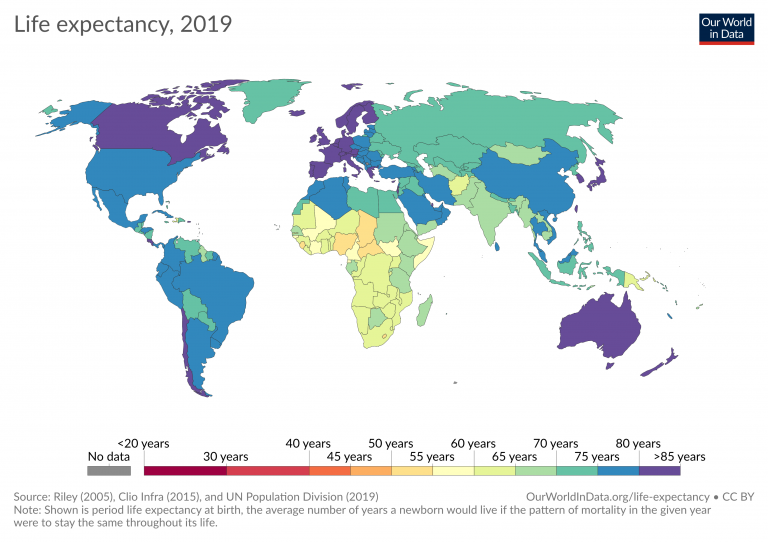 Life expectancy, 2019
Our World
in Data
<20 years 40 years 50 years 60 years 70 years 80 years
No data 30 years 45 years 55 years 65 years 75 years >85 years
Source: Riley (2005), Clio Infra (2015), and UN Population Division (2019) OurWorldInData.org/life-expectancy • CC BY
Note: Shown is period life expectancy at birth, the average number of years a newborn would live if the pattern of mortality in the given year
were to stay the same throughout its life.